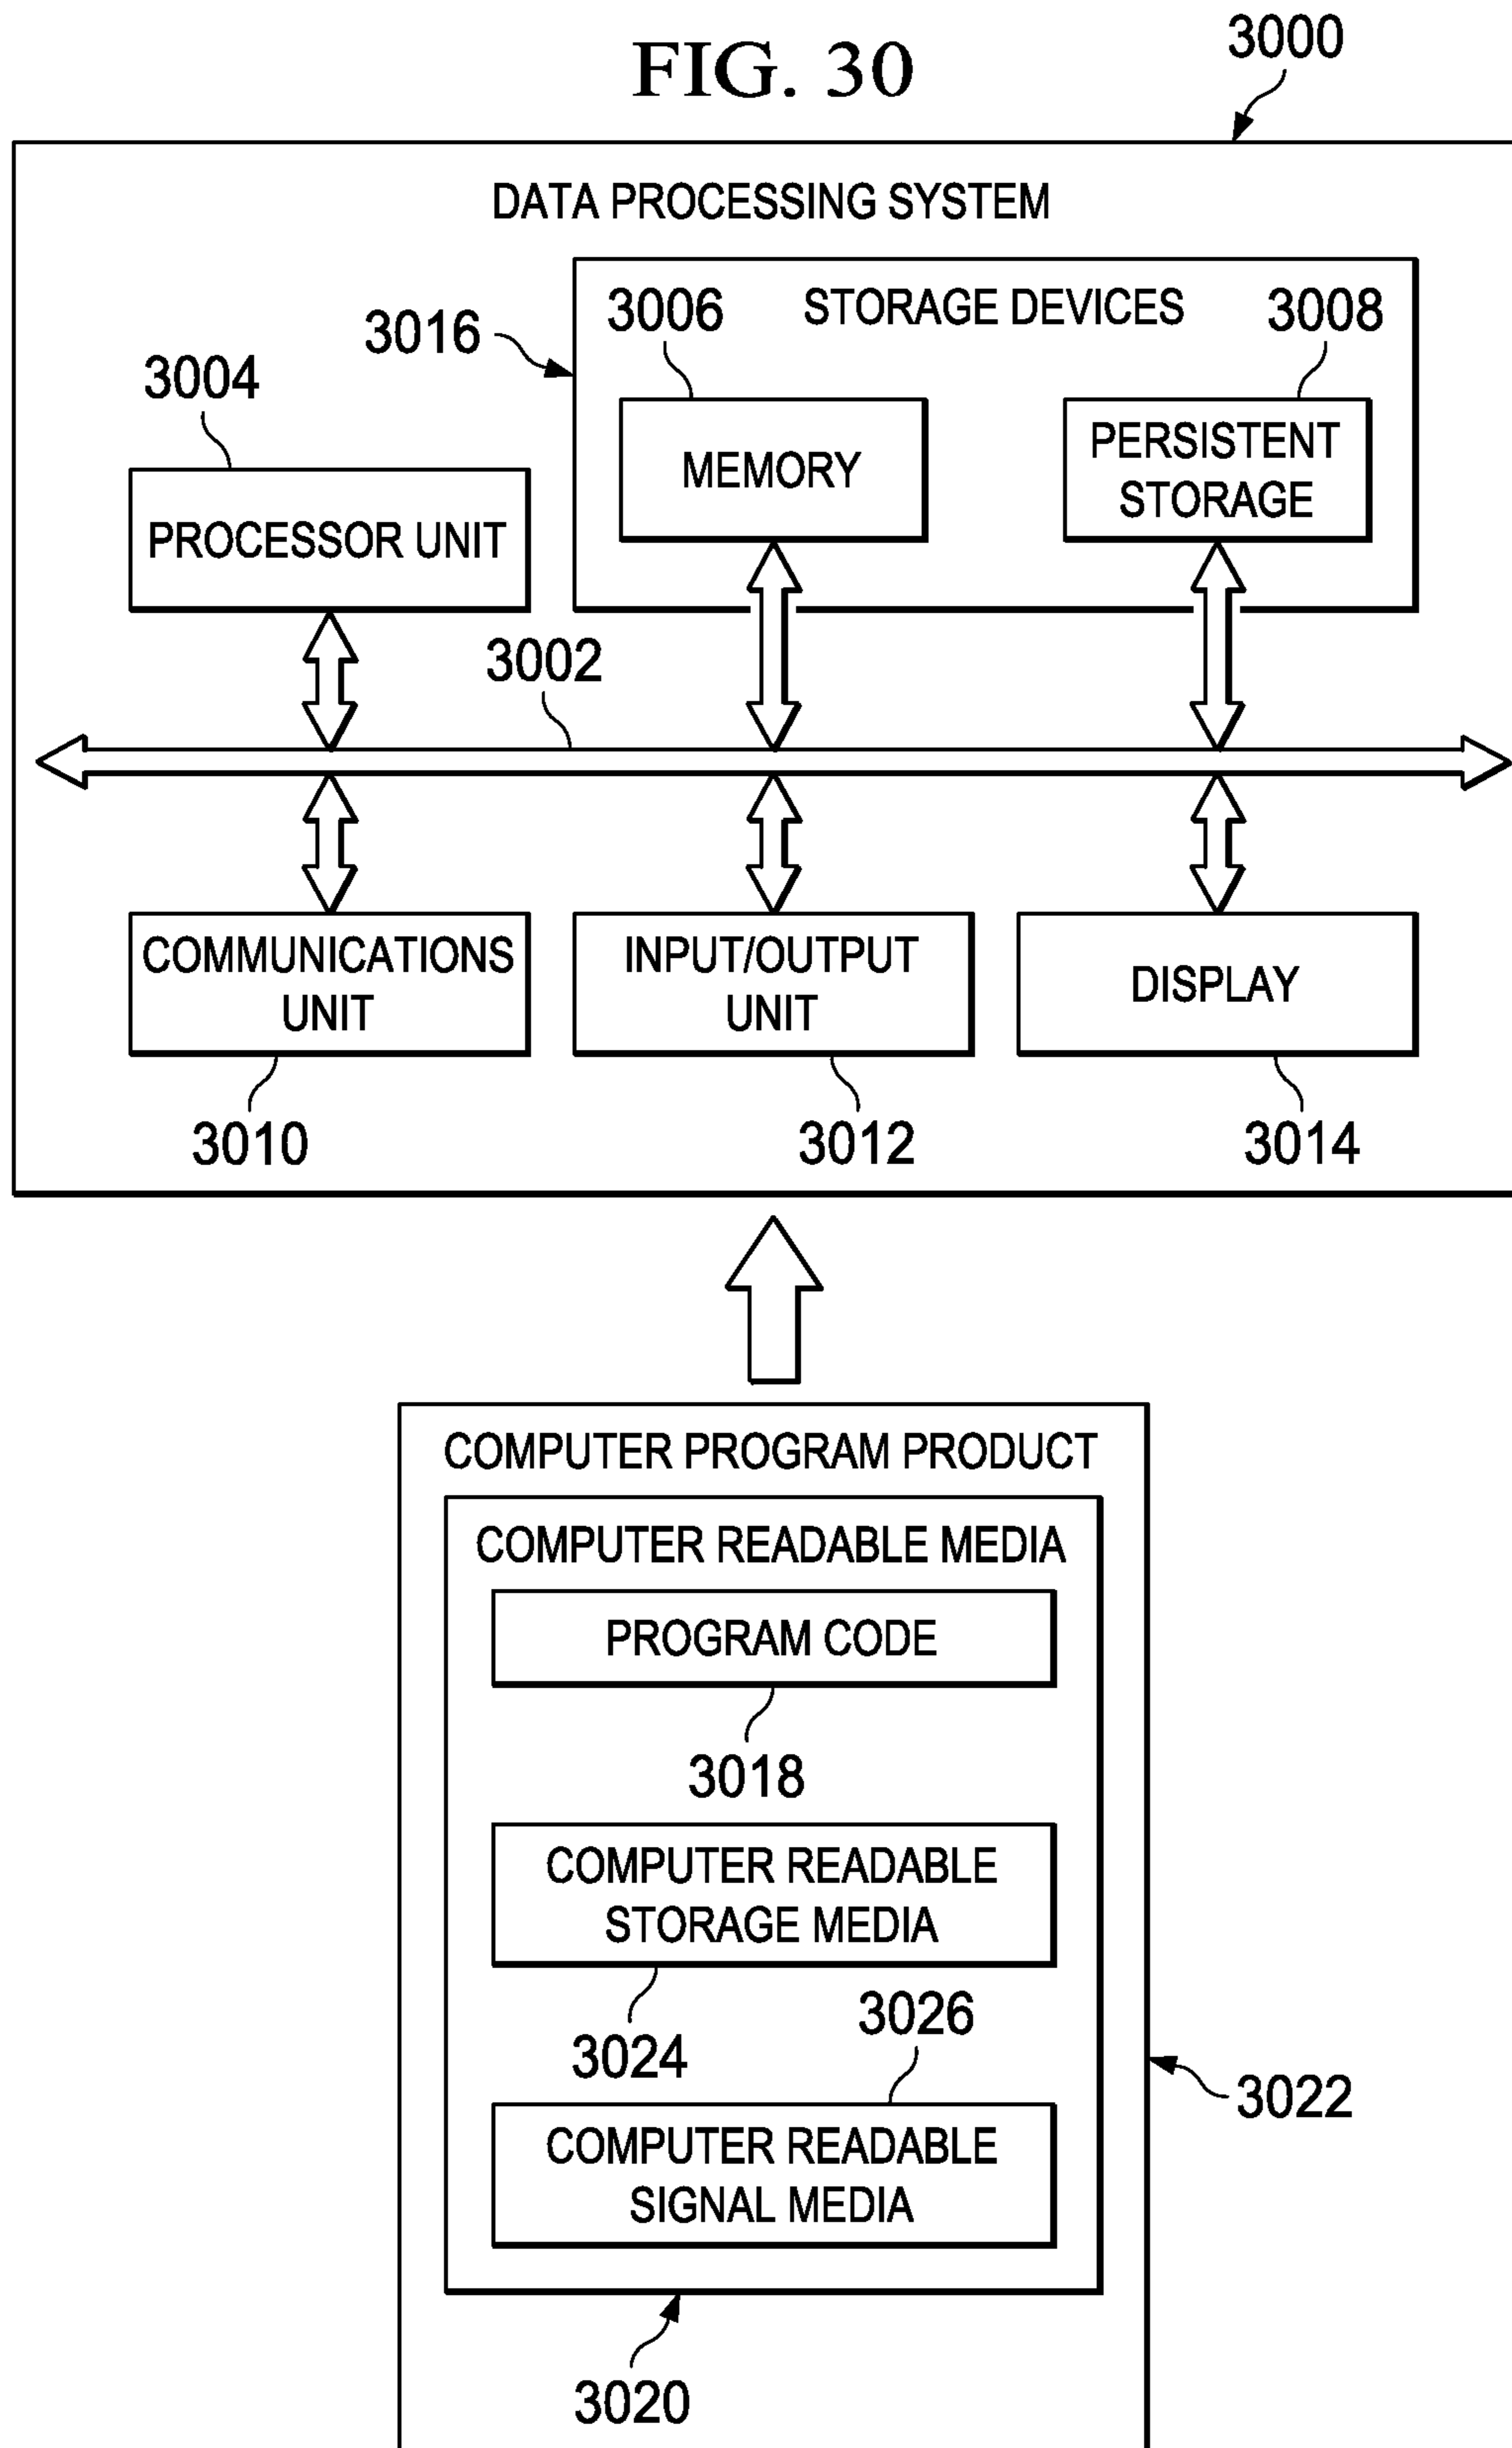 FIG. 30
3000
DATA PROCESSING SYSTEM
STORAGE DEVICES
3016
3006
3008
3004
MEMORY
PERSISTENT
STORAGE
PROCESSOR UNIT
3002
COMMUNICATIONS
UNIT
INPUT/OUTPUT
UNIT
DISPLAY
3010
3012
3014
COMPUTER PROGRAM PRODUCT
COMPUTER READABLE MEDIA
PROGRAM CODE
3018
COMPUTER READABLE
STORAGE MEDIA
3024
3026
3022
COMPUTER READABLE
SIGNAL MEDIA
3020